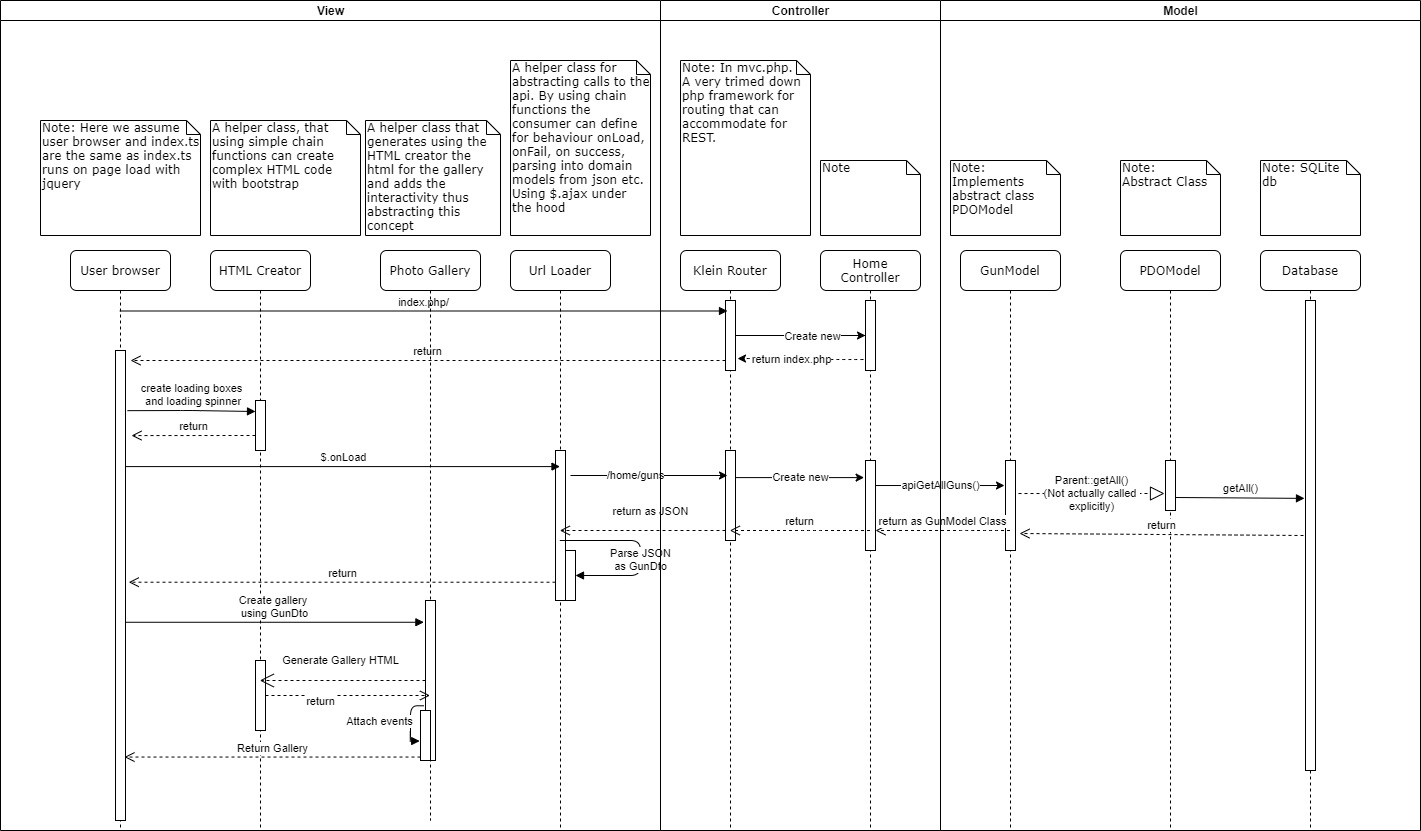 View
Controller
Model
Note: Here we assume
user browser and index.ts
are the same as index.ts
runs on page load with
jquery
A helper class, that
using simple chain
functions can create
complex HTML code
with bootstrap
A helper class that
generates using the
HTML creator the
html for the gallery
and adds the
interactivity thus
abstracting this
concept
A helper class for
abstracting calls to the
api. By using chain
functions the
consumer can define
for behaviour onLoad,
onFail, on success,
parsing into domain
models from json etc.
Using $.ajax under
the hood
Note: In mvc.php.
A very trimed down
php framework for
routing that can
accommodate for
REST.
Note
Note:
Implements
abstract class
PDOModel
Note:
Abstract Class
Note: SQLite
db
User browser
HTML Creator
Photo Gallery
Url Loader
Klein Router
Home
Controller
GunModel
PDOModel
Database
index.php/
Create new
return
return index.php
create loading boxes
and loading spinner
return
$.onLoad
/home/guns
Create new
apiGetAllGuns()
Parent::getAll()
(Not actually called
explicitly)
getAll()
return as JSON
return
return as GunModel Class
return
Parse JSON
as GunDto
return
Create gallery
using GunDto
Generate Gallery HTML
return
Attach events
Return Gallery